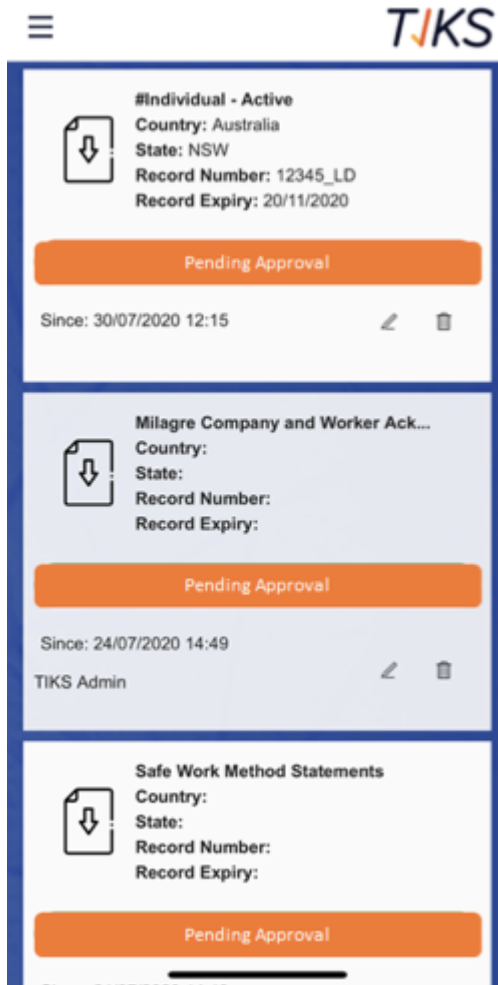 TIKS
#Individual - Active
Country: Australia
State: NSW
Record Number: 12345_LD
Record Expiry: 20/11/2020
Pending Approval
Since: 30/07/2020 12:15
Milagre Company and Worker Ack...
Country:
State:
Record Number:
Record Expiry:
Pending Approval
Since: 24/07/2020 14:49
TIKS Admin
Safe Work Method Statements
Country:
State:
Record Number:
Record Expiry:
Pending Approval